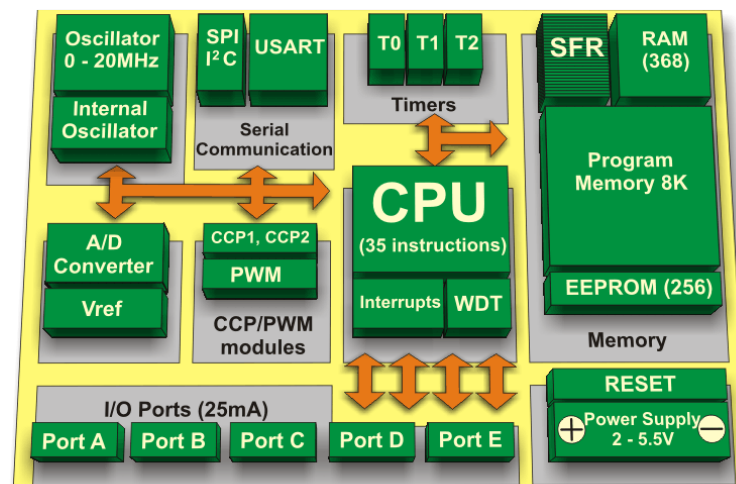 Oscillator
0 - 20MHz
Internal
Oscillator
SPI
I²C
USART
Serial
Communication
T0
T1
T2
Timers
SFR
RAM
(368)
Program
Memory 8K
EEPROM (256)
Memory
CPU
(35 instructions)
Interrupts
WDT
A/D
Converter
Vref
CCP1, CCP2
PWM
CCP/PWM
modules
I/O Ports (25mA)
Port A
Port B
Port C
Port D
Port E
RESET
+
Power Supply
2 - 5.5V
−